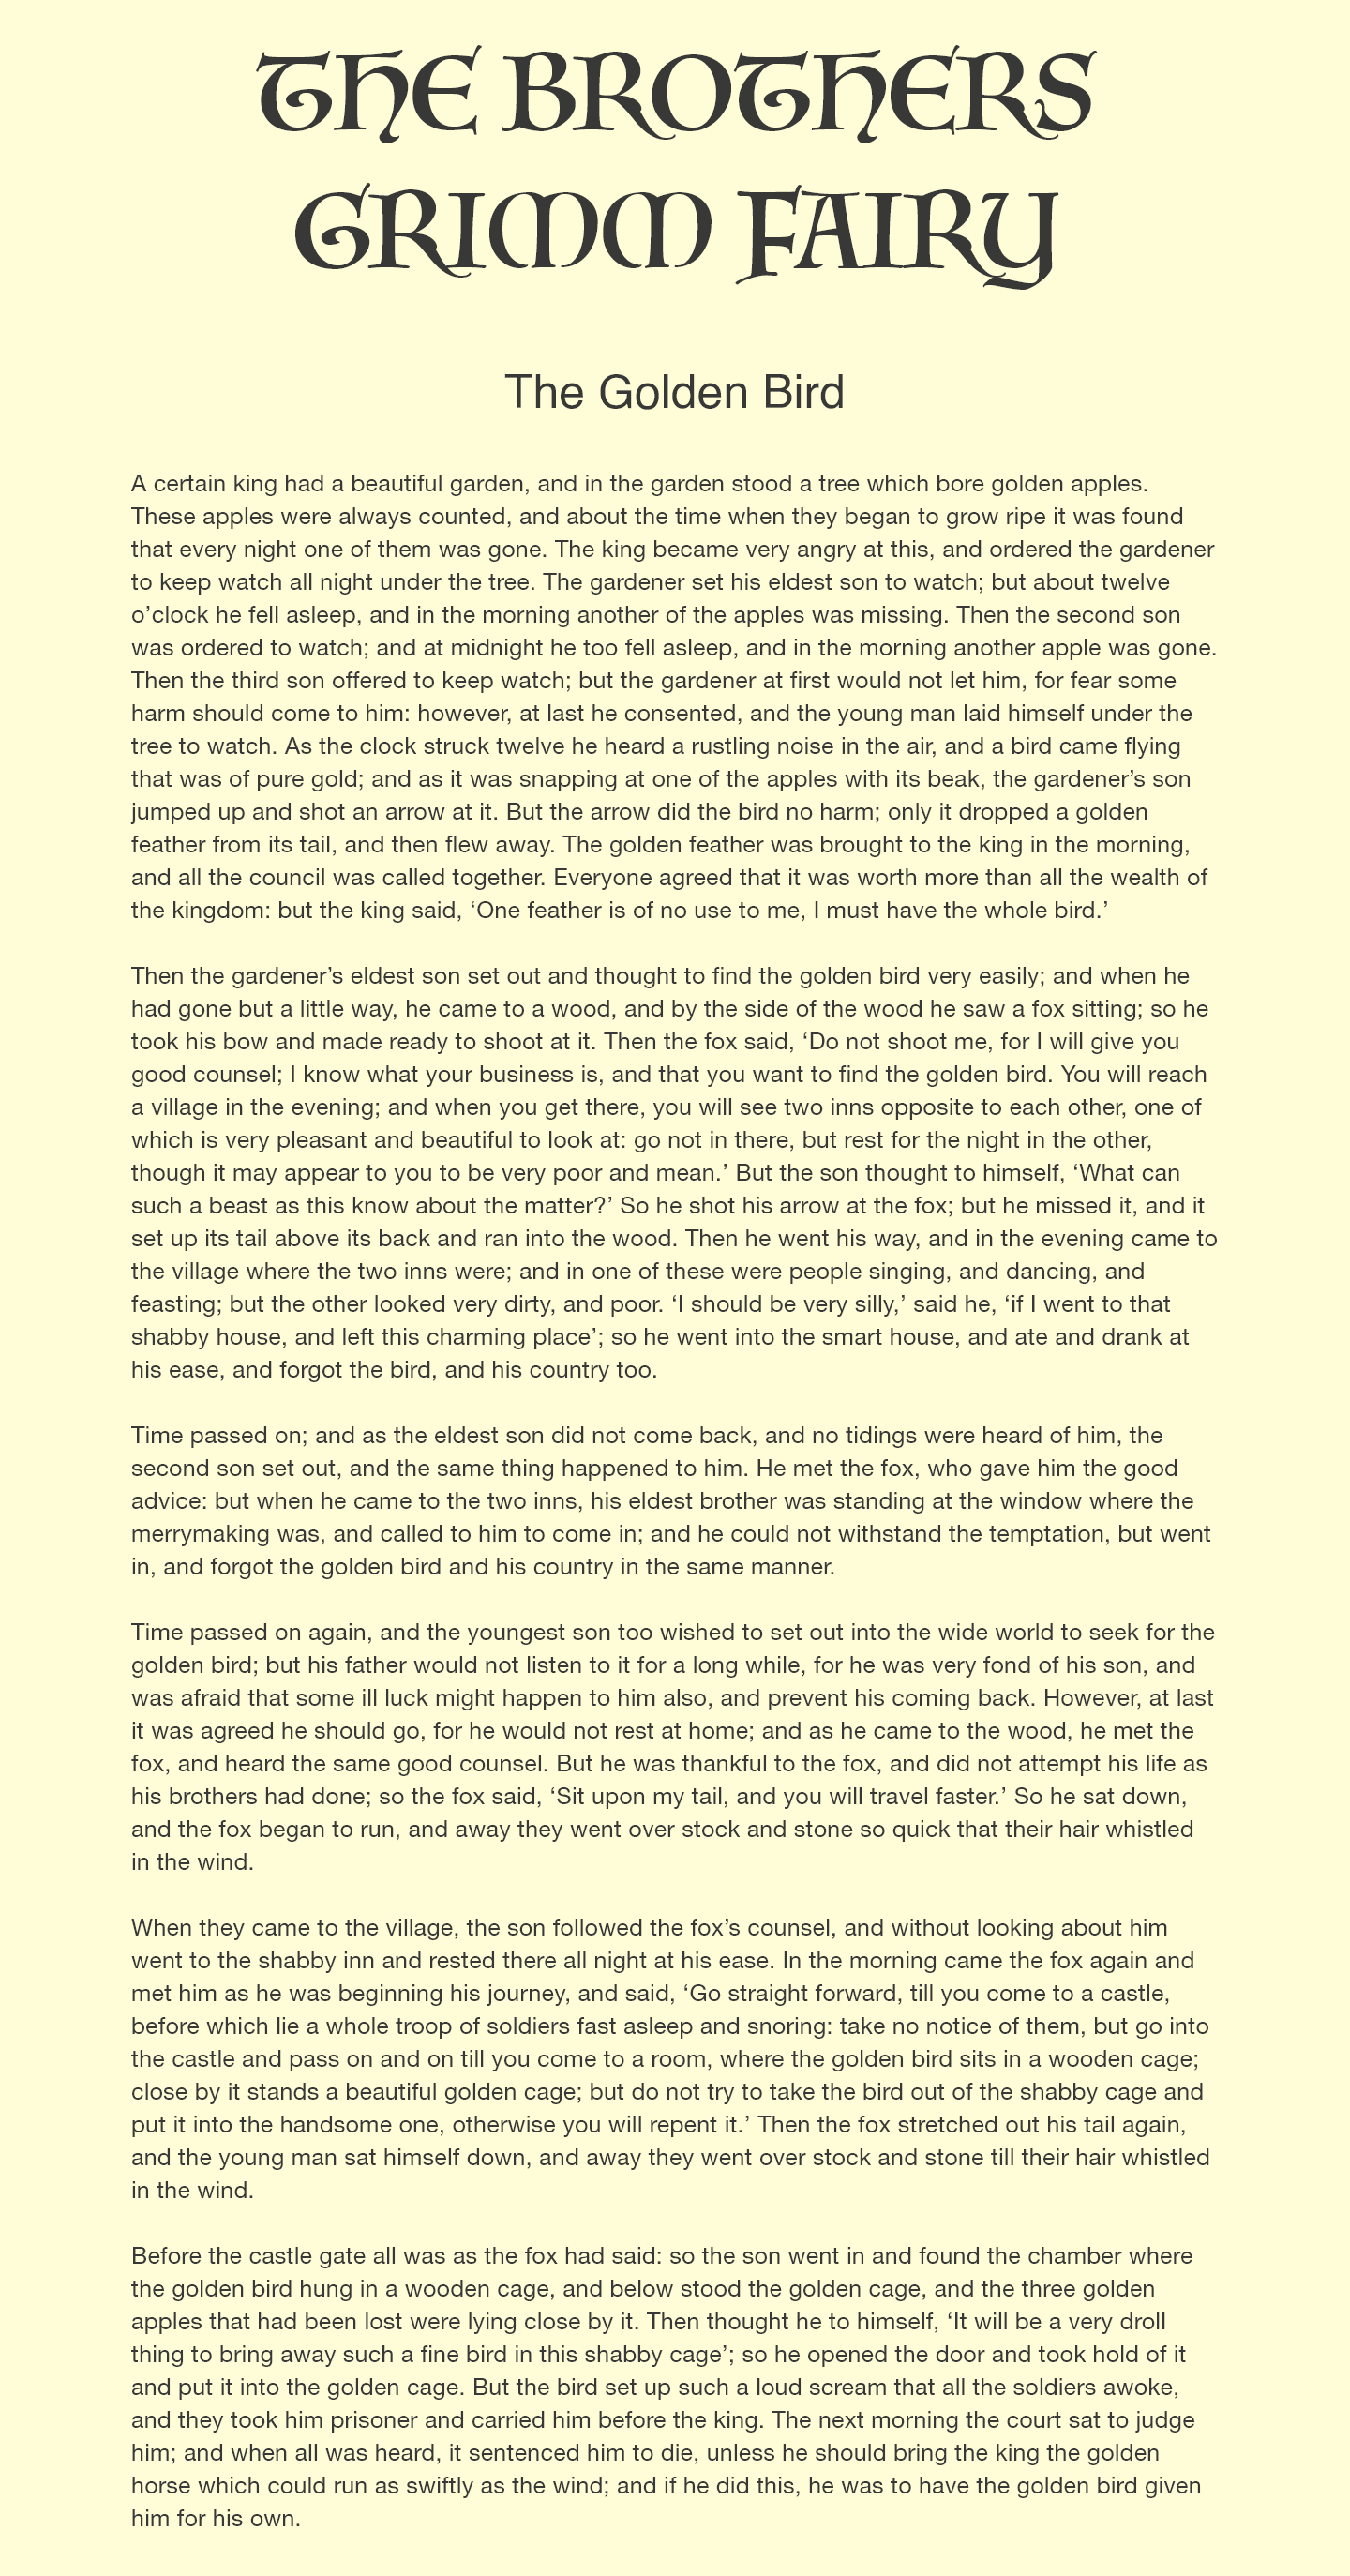 THE BROTHERS
GRIMM FAIRY
The Golden Bird
A certain king had a beautiful garden, and in the garden stood a tree which bore golden apples.
These apples were always counted, and about the time when they began to grow ripe it was found
that every night one of them was gone. The king became very angry at this, and ordered the gardener
to keep watch all night under the tree. The gardener set his eldest son to watch; but about twelve
o’clock he fell asleep, and in the morning another of the apples was missing. Then the second son
was ordered to watch; and at midnight he too fell asleep, and in the morning another apple was gone.
Then the third son offered to keep watch; but the gardener at first would not let him, for fear some
harm should come to him: however, at last he consented, and the young man laid himself under the
tree to watch. As the clock struck twelve he heard a rustling noise in the air, and a bird came flying
that was of pure gold; and as it was snapping at one of the apples with its beak, the gardener’s son
jumped up and shot an arrow at it. But the arrow did the bird no harm; only it dropped a golden
feather from its tail, and then flew away. The golden feather was brought to the king in the morning,
and all the council was called together. Everyone agreed that it was worth more than all the wealth of
the kingdom: but the king said, ‘One feather is of no use to me, I must have the whole bird.’
Then the gardener’s eldest son set out and thought to find the golden bird very easily; and when he
had gone but a little way, he came to a wood, and by the side of the wood he saw a fox sitting; so he
took his bow and made ready to shoot at it. Then the fox said, ‘Do not shoot me, for I will give you
good counsel; I know what your business is, and that you want to find the golden bird. You will reach
a village in the evening; and when you get there, you will see two inns opposite to each other, one of
which is very pleasant and beautiful to look at: go not in there, but rest for the night in the other,
though it may appear to you to be very poor and mean.’ But the son thought to himself, ‘What can
such a beast as this know about the matter?’ So he shot his arrow at the fox; but he missed it, and it
set up its tail above its back and ran into the wood. Then he went his way, and in the evening came to
the village where the two inns were; and in one of these were people singing, and dancing, and
feasting; but the other looked very dirty, and poor. ‘I should be very silly,’ said he, ‘if I went to that
shabby house, and left this charming place’; so he went into the smart house, and ate and drank at
his ease, and forgot the bird, and his country too.
Time passed on; and as the eldest son did not come back, and no tidings were heard of him, the
second son set out, and the same thing happened to him. He met the fox, who gave him the good
advice: but when he came to the two inns, his eldest brother was standing at the window where the
merrymaking was, and called to him to come in; and he could not withstand the temptation, but went
in, and forgot the golden bird and his country in the same manner.
Time passed on again, and the youngest son too wished to set out into the wide world to seek for the
golden bird; but his father would not listen to it for a long while, for he was very fond of his son, and
was afraid that some ill luck might happen to him also, and prevent his coming back. However, at last
it was agreed he should go, for he would not rest at home; and as he came to the wood, he met the
fox, and heard the same good counsel. But he was thankful to the fox, and did not attempt his life as
his brothers had done; so the fox said, ‘Sit upon my tail, and you will travel faster.’ So he sat down,
and the fox began to run, and away they went over stock and stone so quick that their hair whistled
in the wind.
When they came to the village, the son followed the fox’s counsel, and without looking about him
went to the shabby inn and rested there all night at his ease. In the morning came the fox again and
met him as he was beginning his journey, and said, ‘Go straight forward, till you come to a castle,
before which lie a whole troop of soldiers fast asleep and snoring: take no notice of them, but go into
the castle and pass on and on till you come to a room, where the golden bird sits in a wooden cage;
close by it stands a beautiful golden cage; but do not try to take the bird out of the shabby cage and
put it into the handsome one, otherwise you will repent it.’ Then the fox stretched out his tail again,
and the young man sat himself down, and away they went over stock and stone till their hair whistled
in the wind.
Before the castle gate all was as the fox had said: so the son went in and found the chamber where
the golden bird hung in a wooden cage, and below stood the golden cage, and the three golden
apples that had been lost were lying close by it. Then thought he to himself, ‘It will be a very droll
thing to bring away such a fine bird in this shabby cage’; so he opened the door and took hold of it
and put it into the golden cage. But the bird set up such a loud scream that all the soldiers awoke,
and they took him prisoner and carried him before the king. The next morning the court sat to judge
him; and when all was heard, it sentenced him to die, unless he should bring the king the golden
horse which could run as swiftly as the wind; and if he did this, he was to have the golden bird given
him for his own.